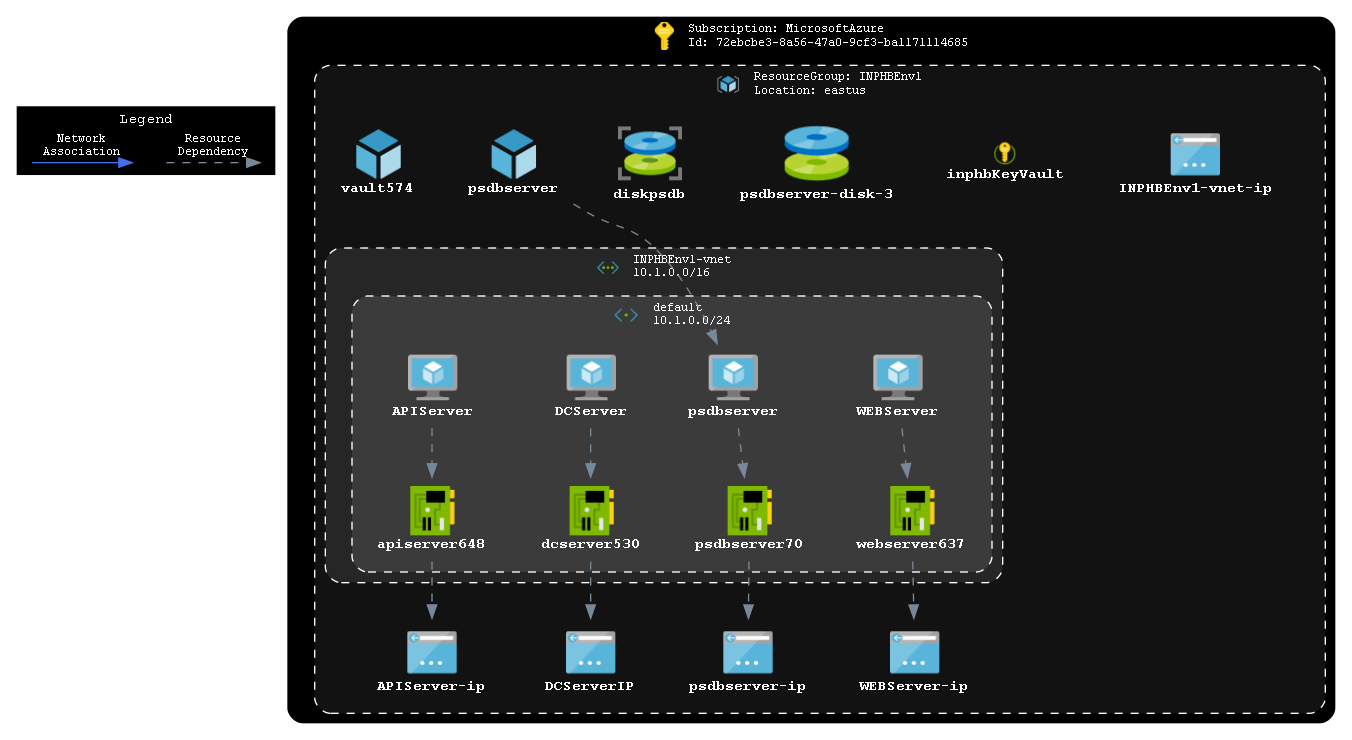 Subscription: MicrosoftAzure
Id: 72ebcbe3-8a56-47a0-9cf3-ba1171114685
ResourceGroup: INPHBEnv1
Location: eastus
Legend
Network Association
Resource Dependency
vault574
psdbserver
diskpsdb
psdbserver-disk-3
inphbKeyVault
INPHBEnv1-vnet-ip
INPHBEnv1-vnet
10.1.0.0/16
default
10.1.0.0/24
APIServer
DCServer
psdbserver
WEBServer
apiserver648
dcserver530
psdbserver70
webserver637
APIServer-ip
DCServerIP
psdbserver-ip
WEBServer-ip